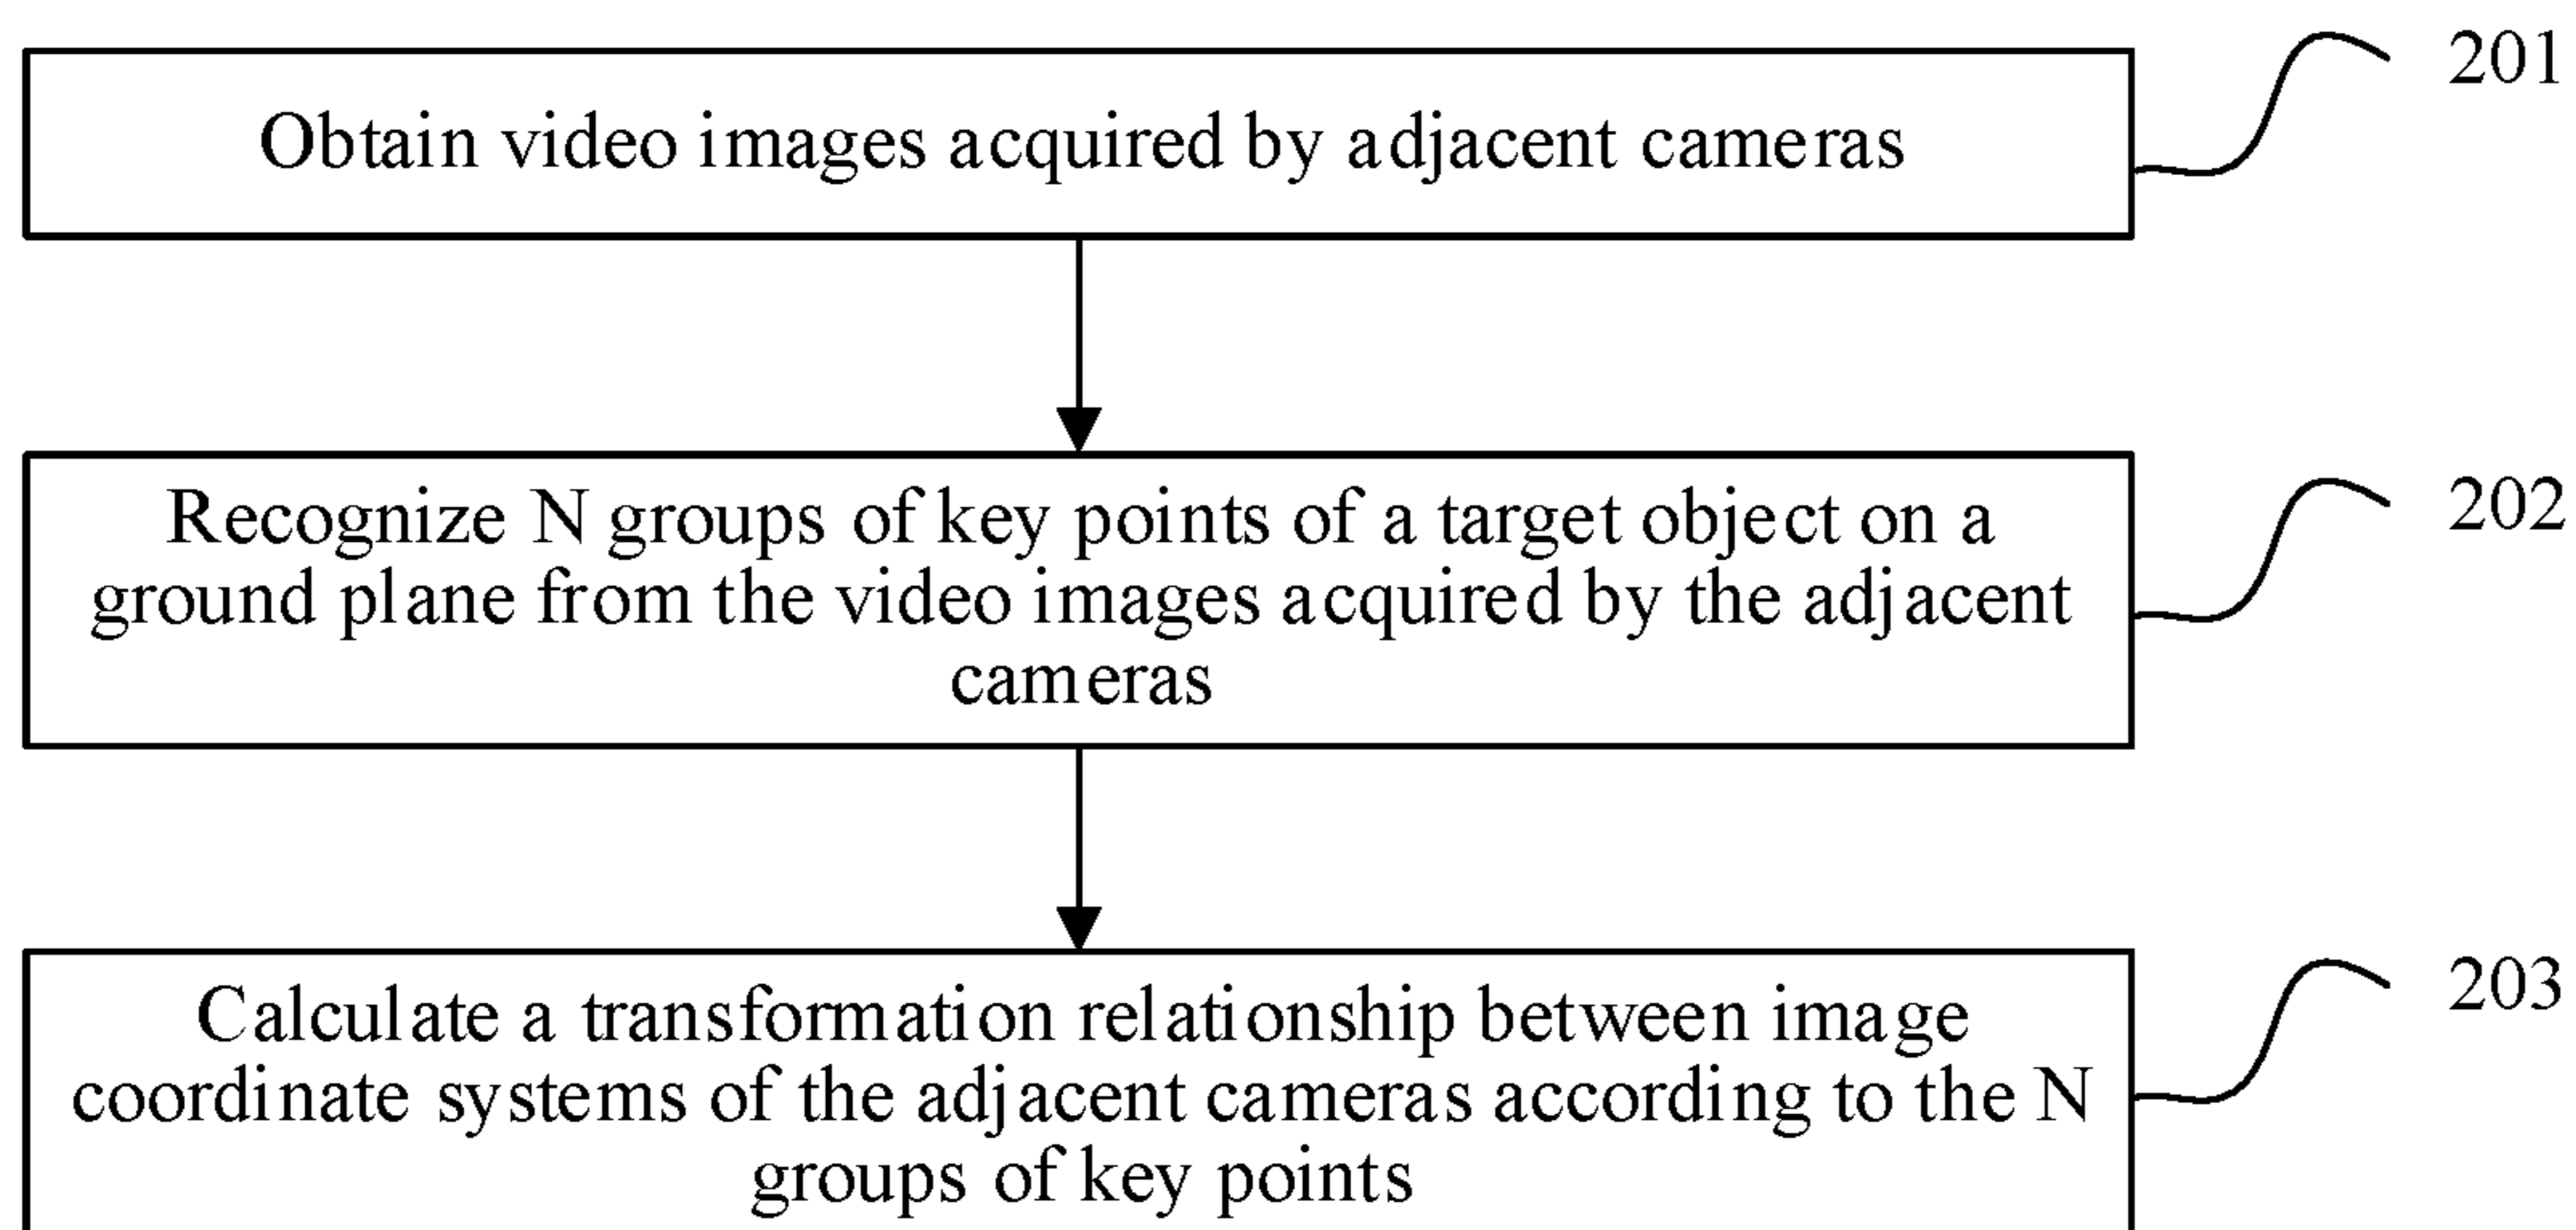 201
Obtain video images acquired by adjacent cameras
202
Recognize N groups of key points of a target object on a
ground plane from the video images acquired by the adjacent
cameras
203
Calculate a transformation relationship between image
coordinate systems of the adjacent cameras according to the N
groups of key points